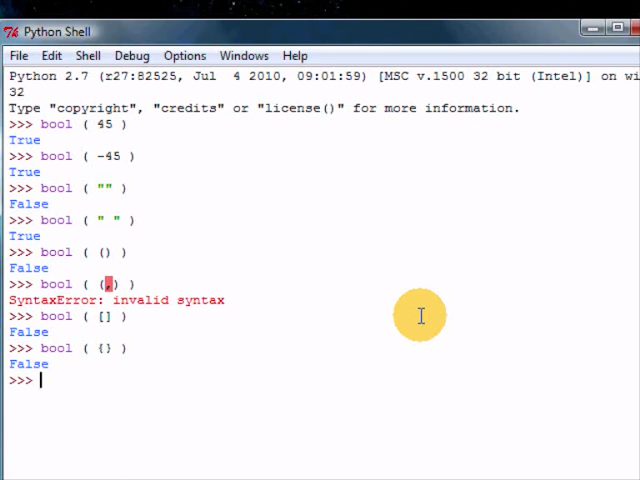 Python Shell
File Edit Shell Debug Options Windows Help
Python 2.7 (r27:82525, Jul  4 2010, 09:01:59) [MSC v.1500 32 bit (Intel)] on wi
32
Type "copyright", "credits" or "license()" for more information.
>>> bool ( 45 )
True
>>> bool ( -45 )
True
>>> bool ( "" )
False
>>> bool ( " " )
True
>>> bool ( () )
False
>>> bool ( (,) )
SyntaxError: invalid syntax
>>> bool ( [] )
False
>>> bool ( {} )
False
>>>